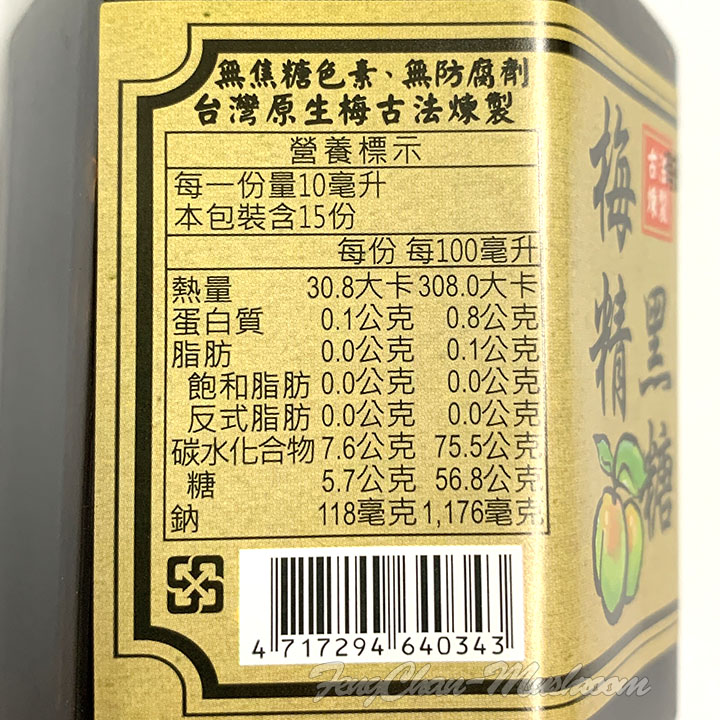 無焦糖色素、無防腐劑
台灣原生梅古法煉製
營養標示
每一份量10毫升
本包裝含15份
每份 每100毫升
熱量 30.8大卡 308.0大卡
蛋白質 0.1公克 0.8公克
脂肪 0.0公克 0.1公克
飽和脂肪 0.0公克 0.0公克
反式脂肪 0.0公克 0.0公克
碳水化合物 7.6公克 75.5公克
糖 5.7公克 56.8公克
鈉 118毫克 1,176毫克
4 717294 640343
古法
煉製
黑糖
梅精
FengChan-Mushroom